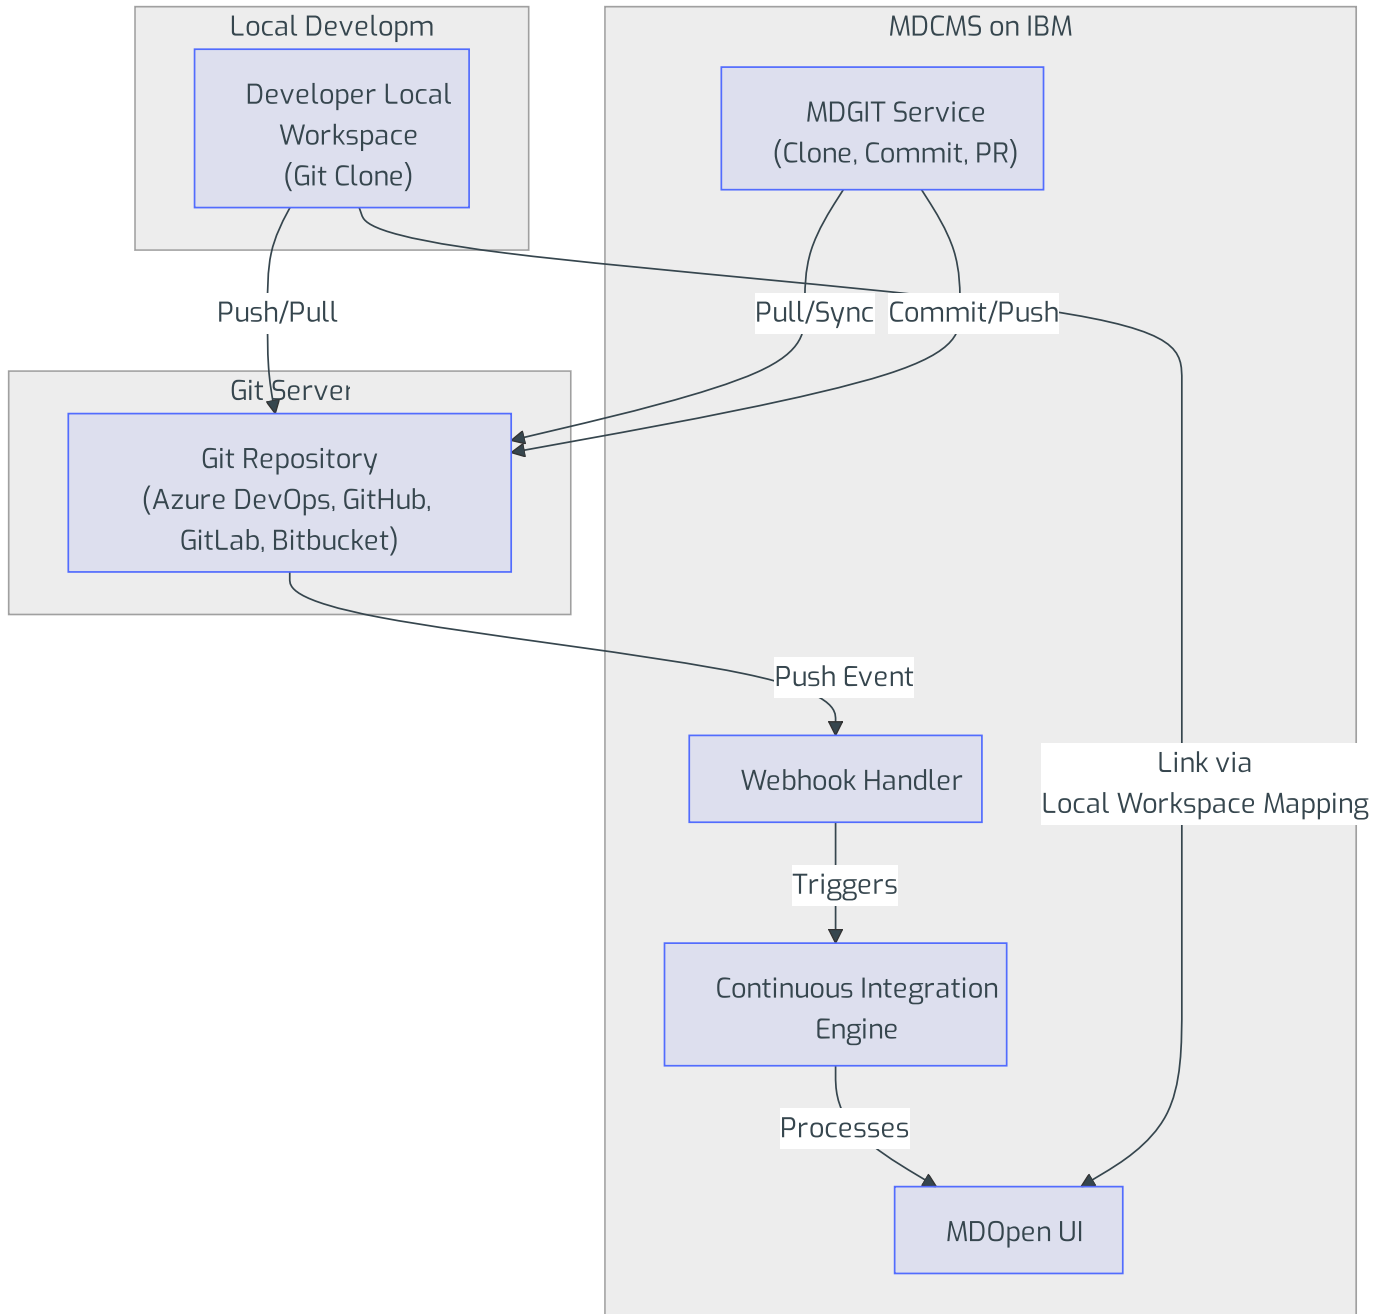 Local Developm
MDCMS on IBM
Developer Local
Workspace
(Git Clone)
MDGIT Service
(Clone, Commit, PR)
Push/Pull
Pull/Sync
Commit/Push
Git Server
Git Repository
(Azure DevOps, GitHub,
GitLab, Bitbucket)
Push Event
Webhook Handler
Link via
Local Workspace Mapping
Triggers
Continuous Integration
Engine
Processes
MDOpen UI